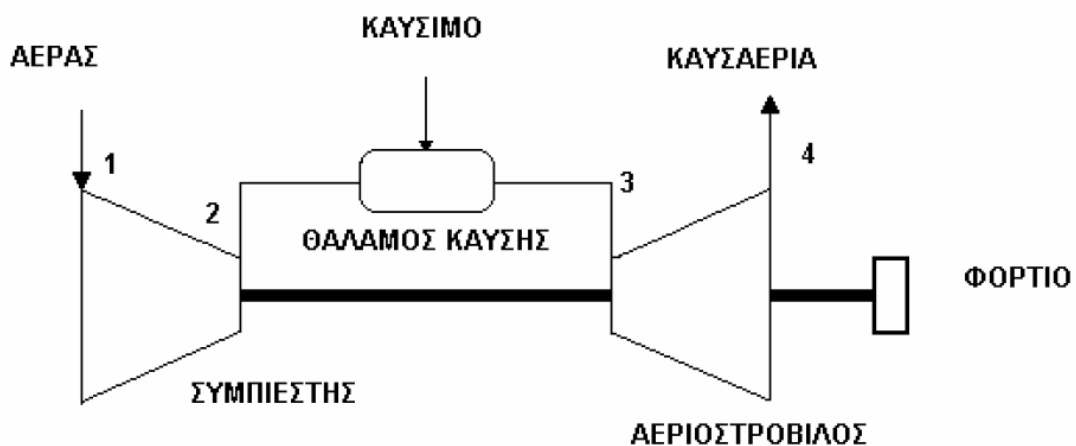 ΚΑΥΣΙΜΟ
ΑΕΡΑΣ
ΚΑΥΣΑΕΡΙΑ
1
4
2
3
ΘΑΛΑΜΟΣ ΚΑΥΣΗΣ
ΦΟΡΤΙΟ
ΣΥΜΠΙΕΣΤΗΣ
ΑΕΡΙΟΣΤΡΟΒΙΛΟΣ